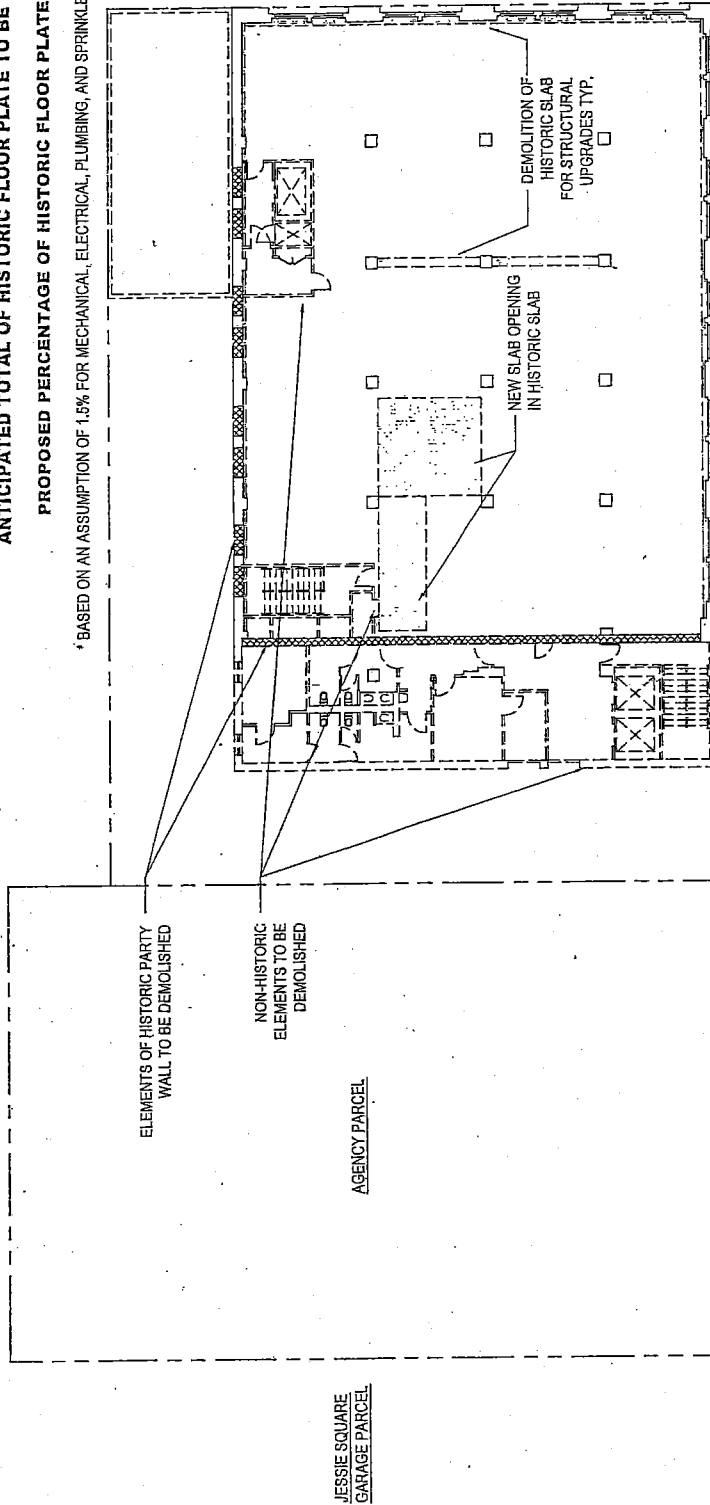 ANTICIPATED TOTAL OF HISTORIC FLOOR PLATE TO BE
PROPOSED PERCENTAGE OF HISTORIC FLOOR PLATE
* BASED ON AN ASSUMPTION OF 1.5% FOR MECHANICAL, ELECTRICAL, PLUMBING, AND SPRINKLE
ELEMENTS OF HISTORIC PARTY
WALL TO BE DEMOLISHED
NON-HISTORIC
ELEMENTS TO BE
DEMOLISHED
DEMOLITION OF
HISTORIC SLAB
FOR STRUCTURAL
UPGRADES TYP.
NEW SLAB OPENING
IN HISTORIC SLAB
AGENCY PARCEL
JESSIE SQUARE
GARAGE PARCEL